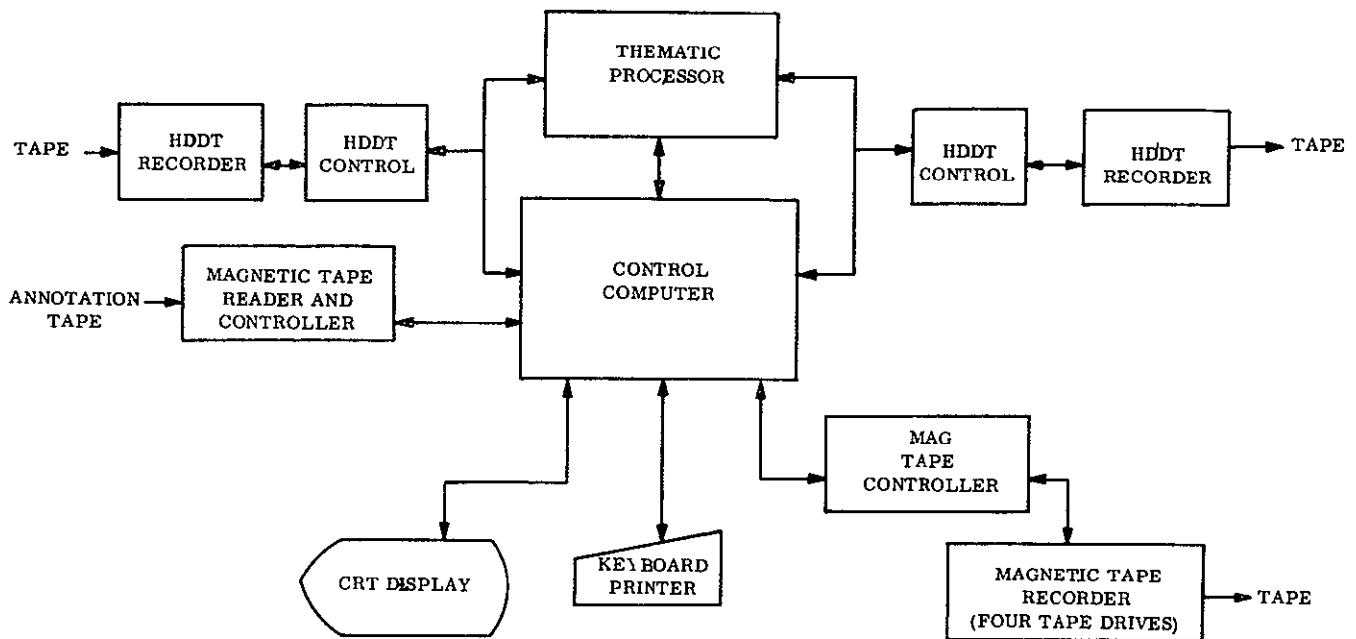 THEMATIC
PROCESSOR
TAPE
HDDT
RECORDER
HDDT
CONTROL
HDDT
CONTROL
HDDT
RECORDER
TAPE
ANNOTATION
TAPE
MAGNETIC TAPE
READER AND
CONTROLLER
CONTROL
COMPUTER
MAG
TAPE
CONTROLLER
CRT DISPLAY
KEYBOARD
PRINTER
MAGNETIC TAPE
RECORDER
(FOUR TAPE DRIVES)
TAPE